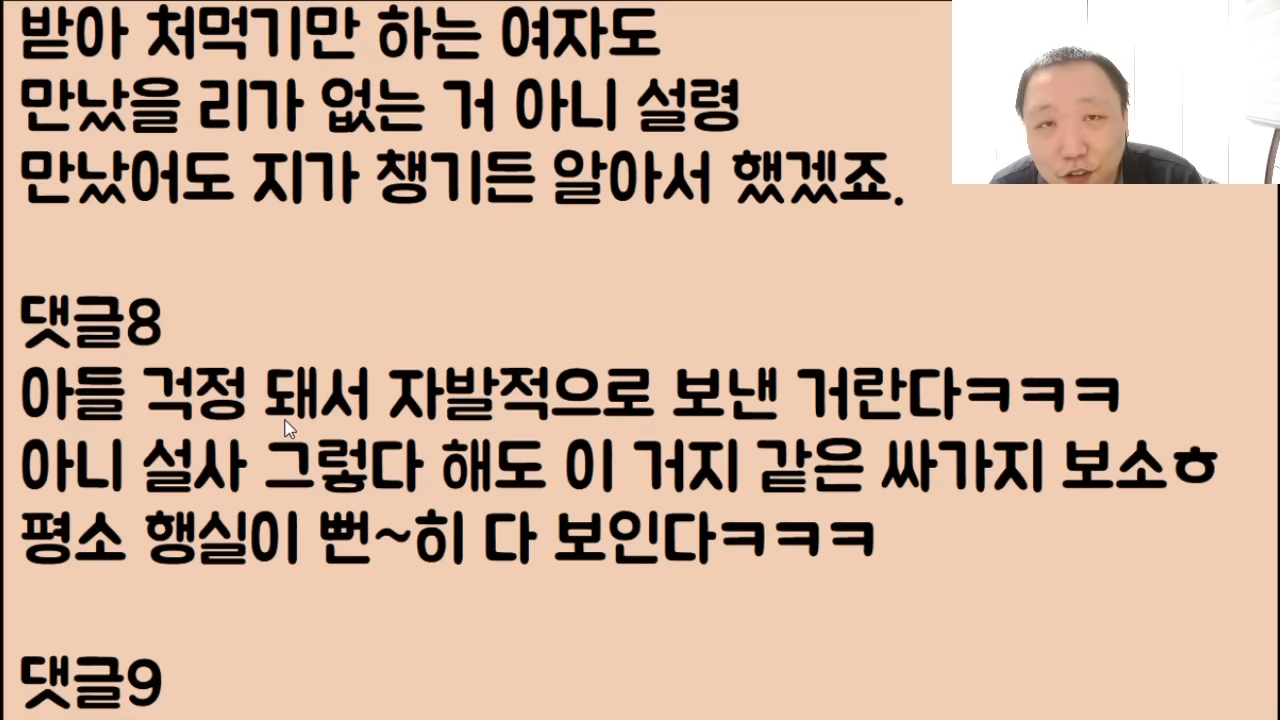 받아 처먹기만 하는 여자도
만났을 리가 없는 거 아니 설령
만났어도 지가 챙기든 알아서 했겠죠.
댓글8
아들 걱정 돼서 자발적으로 보낸 거란다ㅋㅋㅋ
아니 설사 그렇다 해도 이 거지 같은 싸가지 보소ㅎ
평소 행실이 뻔~히 다 보인다ㅋㅋㅋ
댓글9